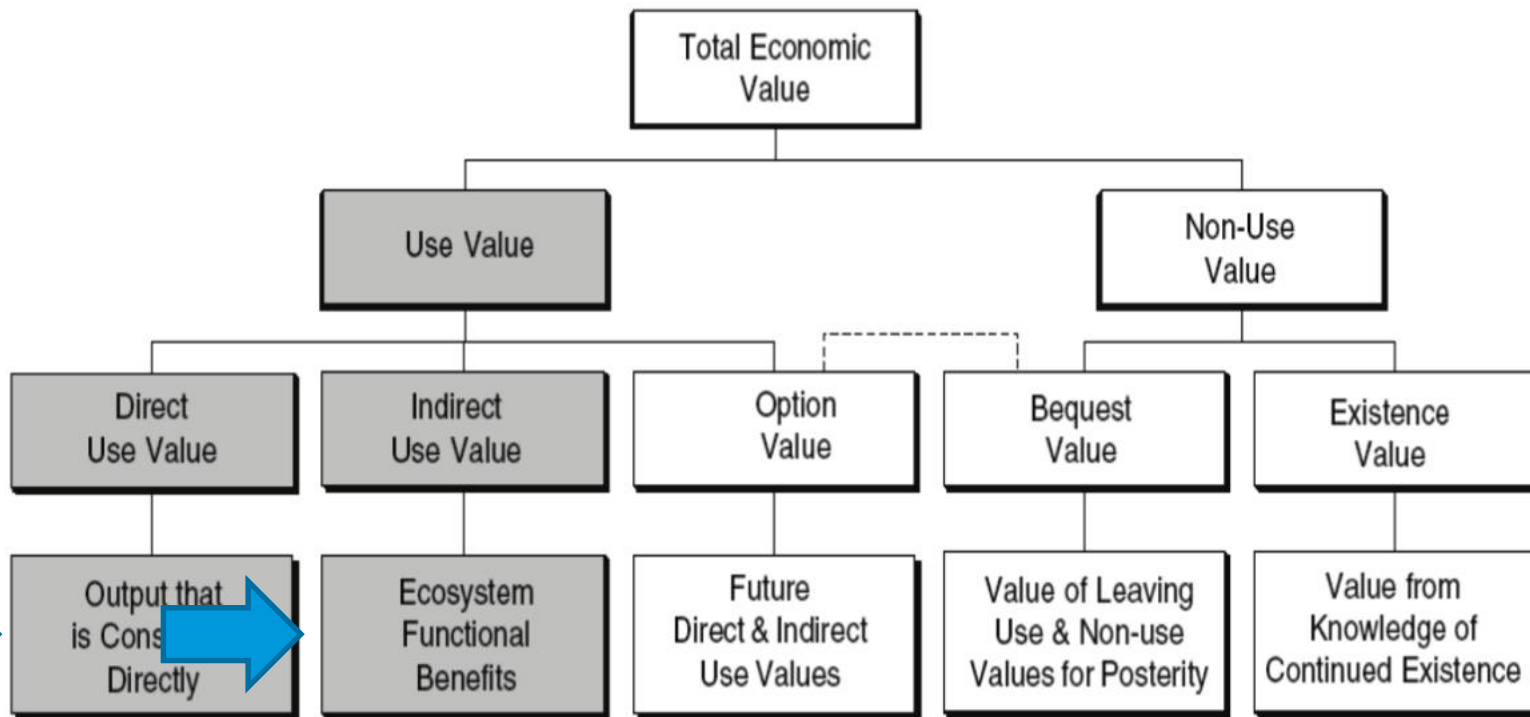 Total Economic
Value
Use Value
Non-Use
Value
Direct
Use Value
Indirect
Use Value
Option
Value
Bequest
Value
Existence
Value
Output that
is Cons
Directly
Ecosystem
Functional
Benefits
Future
Direct & Indirect
Use Values
Value of Leaving
Use & Non-use
Values for Posterity
Value from
Knowledge of
Continued Existence